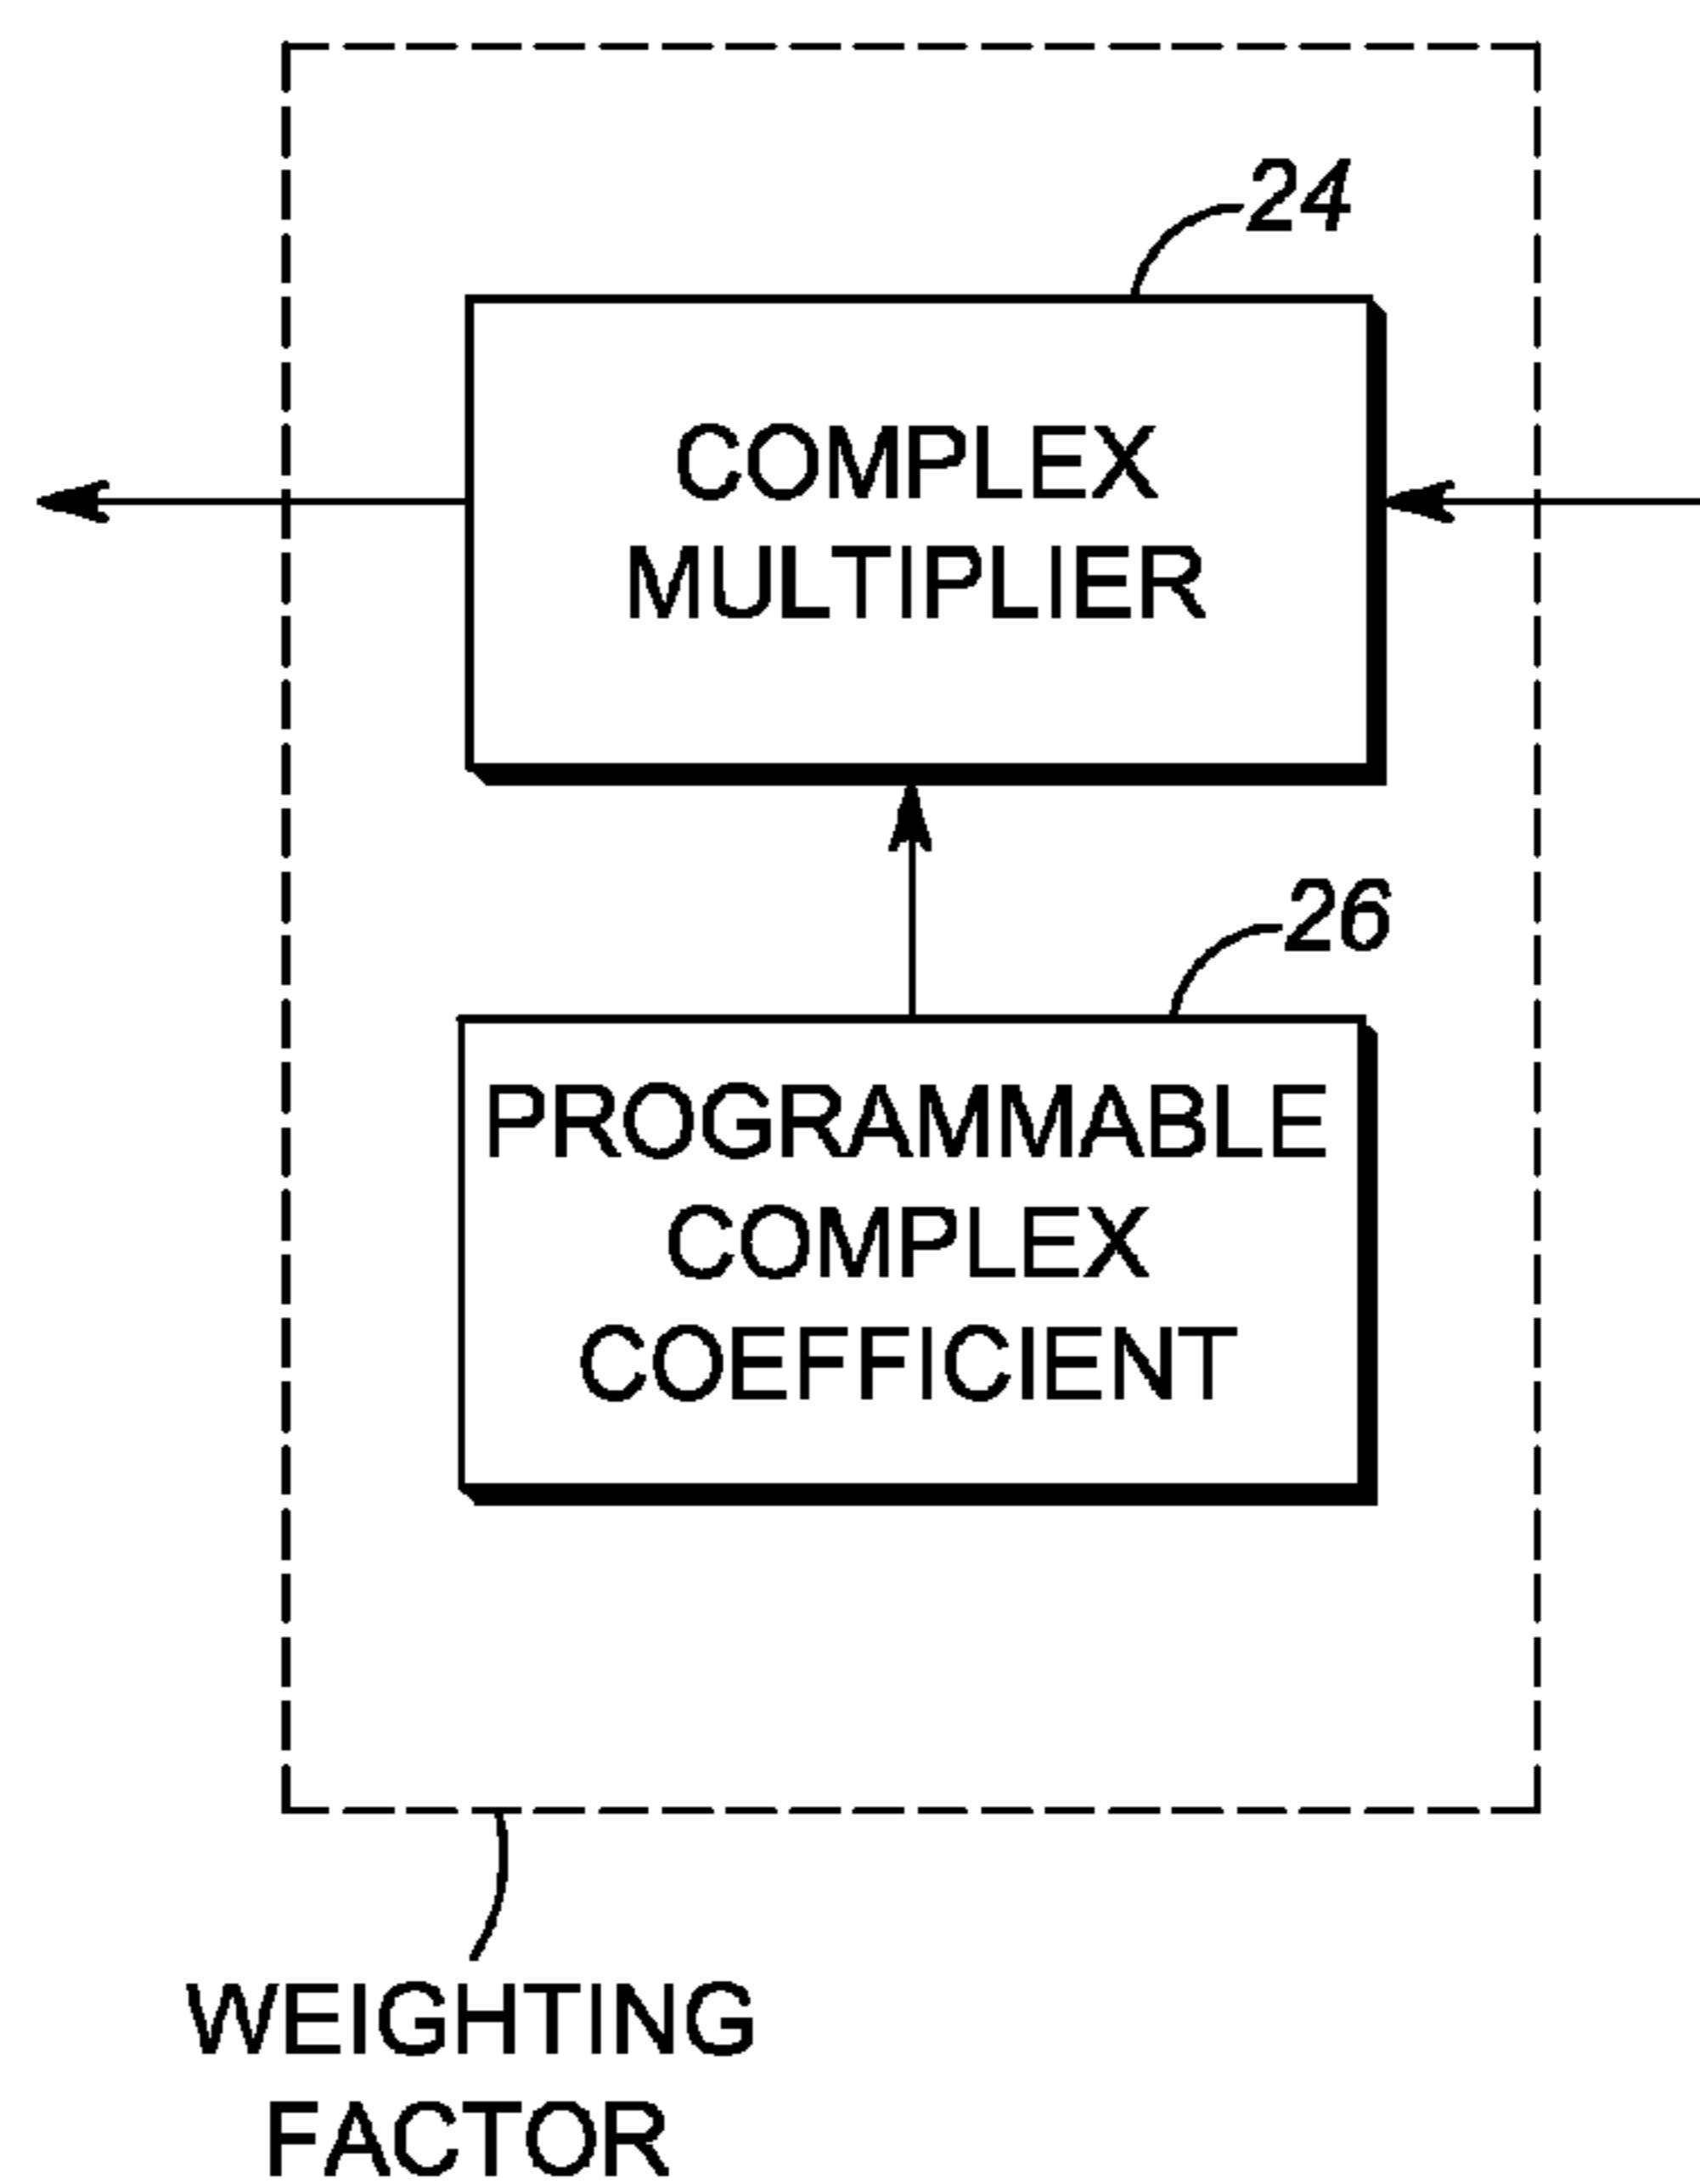 24
COMPLEX
MULTIPLIER
26
PROGRAMMABLE
COMPLEX
COEFFICIENT
WEIGHTING
FACTOR